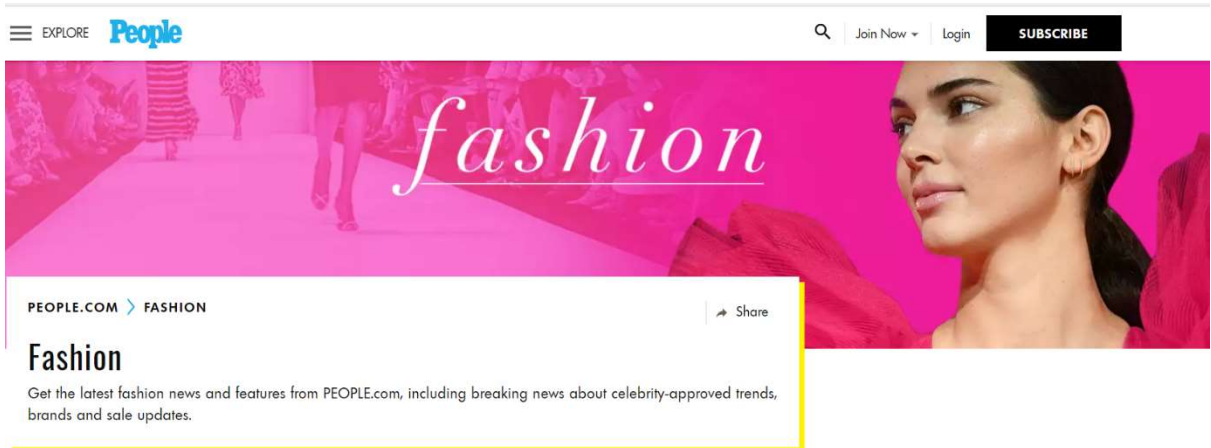 EXPLORE People Join Now Login SUBSCRIBE
fashion
PEOPLE.COM > FASHION Share
Fashion
Get the latest fashion news and features from PEOPLE.com, including breaking news about celebrity-approved trends,
brands and sale updates.